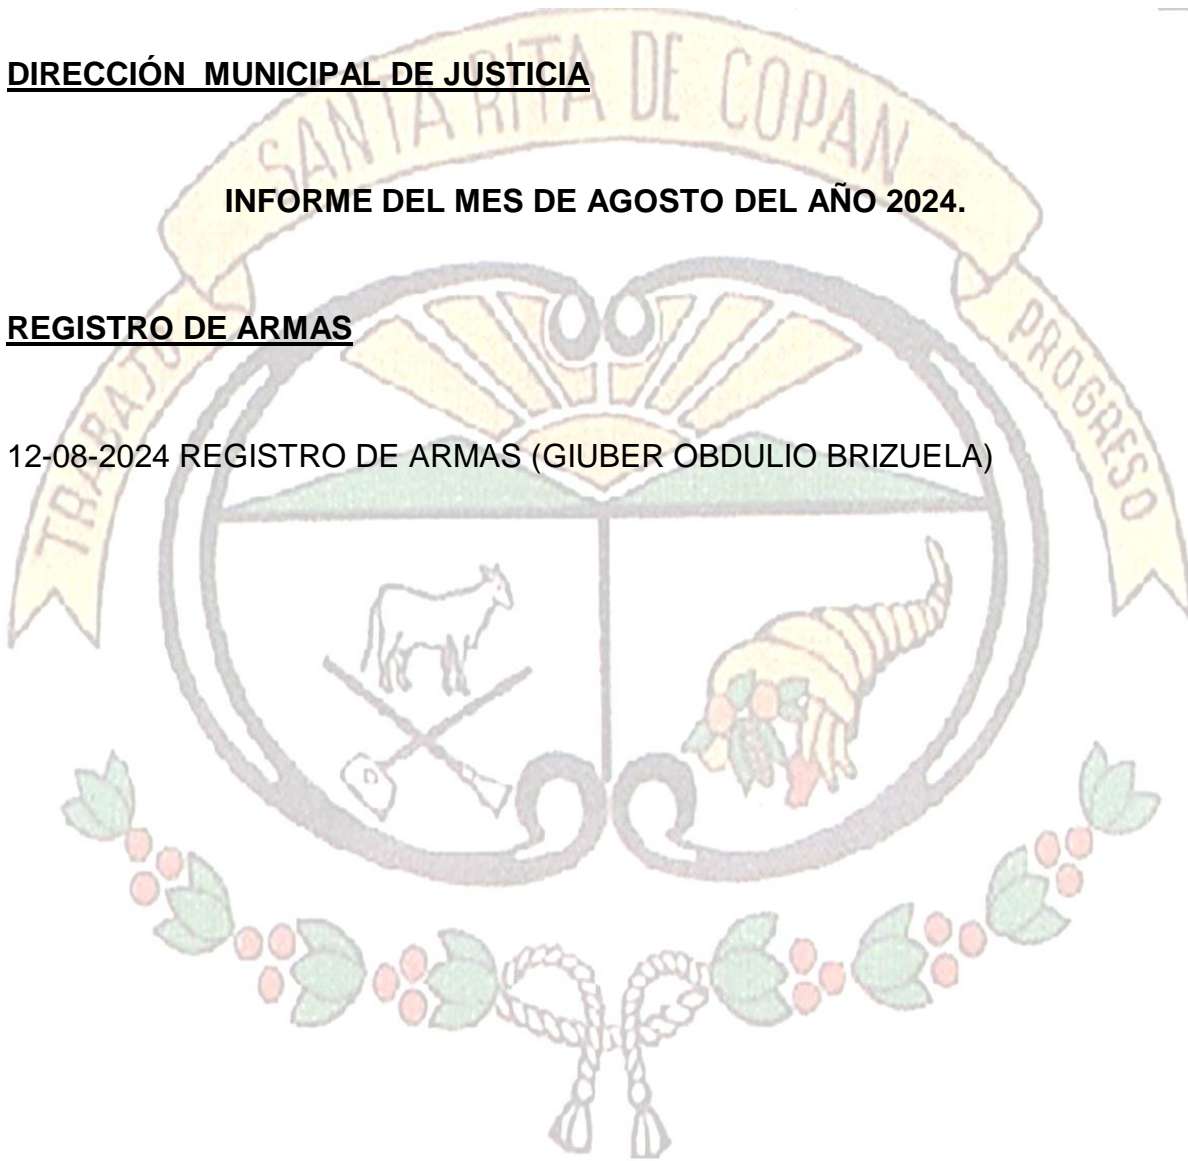 DIRECCIÓN MUNICIPAL DE JUSTICIA
SANTA RITA DE COPAN
INFORME DEL MES DE AGOSTO DEL AÑO 2024.
REGISTRO DE ARMAS
TRABAJO
PROGRESO
12-08-2024 REGISTRO DE ARMAS (GIUBER OBDULIO BRIZUELA)